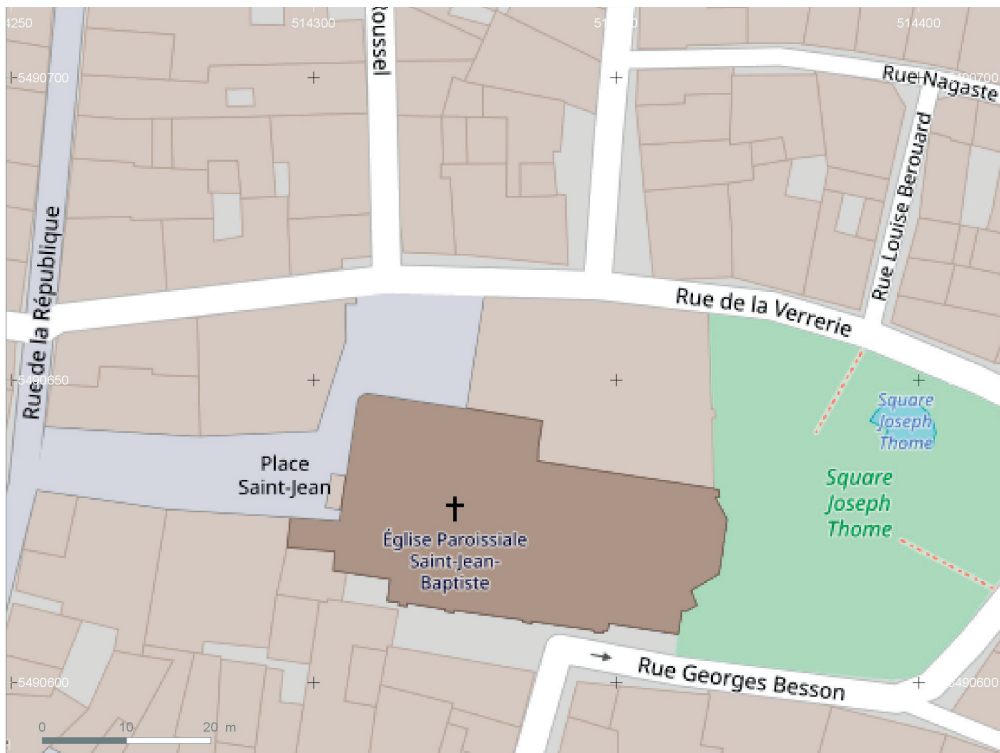 4250
514300
514400
5490700
Roussel
Rue Nagaste
5490700
Rue Louise Berouard
Rue de la République
Rue de la Verrerie
5490650
Square
Joseph
Thome
Place
Saint-Jean
Square
Joseph
Thome
Église Paroissiale
Saint-Jean-
Baptiste
Rue Georges Besson
5490600
5490600
0 10 20 m